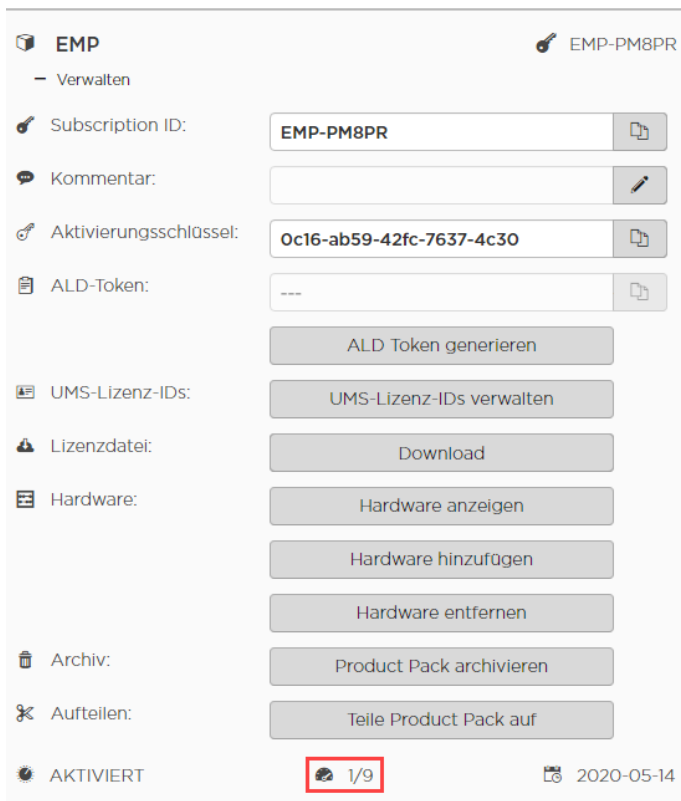 EMP EMP-PM8PR
– Verwalten
Subscription ID: EMP-PM8PR
Kommentar:
Aktivierungsschlüssel: 0c16-ab59-42fc-7637-4c30
ALD-Token: ---
ALD Token generieren
UMS-Lizenz-IDs: UMS-Lizenz-IDs verwalten
Lizenzdatei: Download
Hardware: Hardware anzeigen
Hardware hinzufügen
Hardware entfernen
Archiv: Product Pack archivieren
Aufteilen: Teile Product Pack auf
AKTIVIERT 1/9 2020-05-14